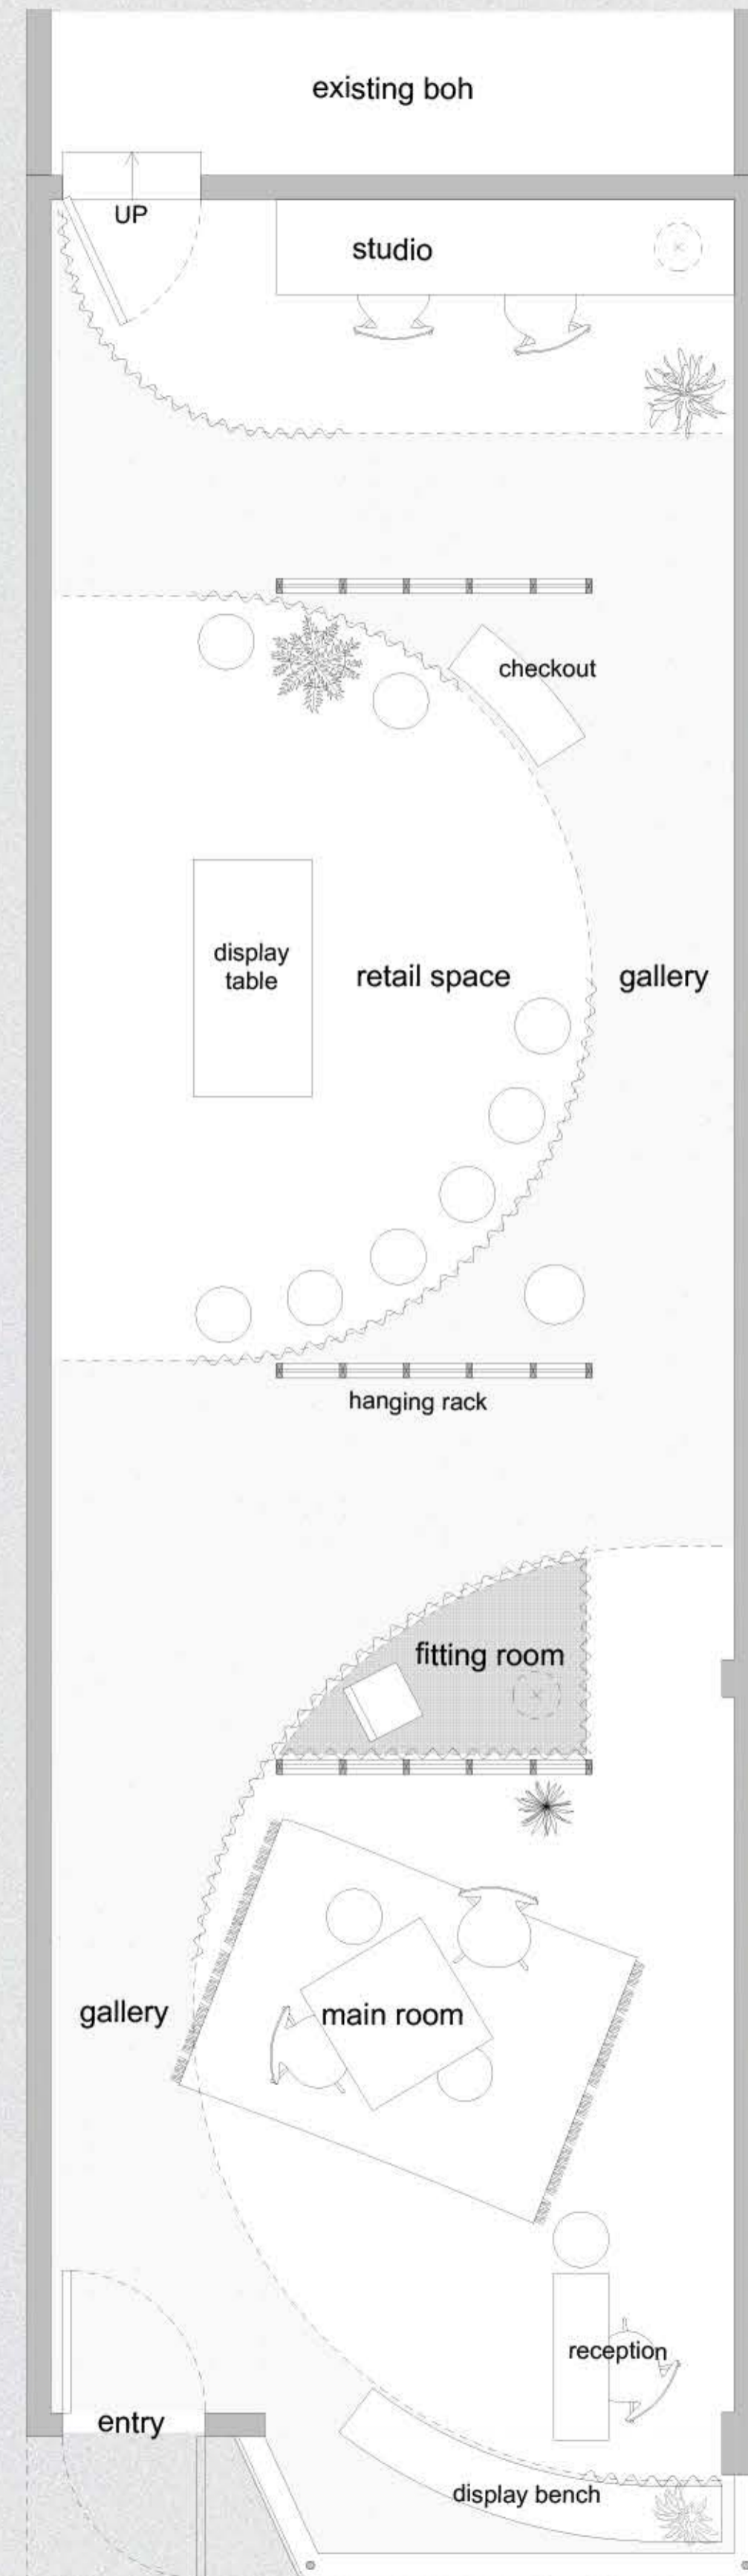 existing boh
UP
studio
checkout
display
table
retail space
gallery
hanging rack
fitting room
gallery
main room
reception
entry
display bench